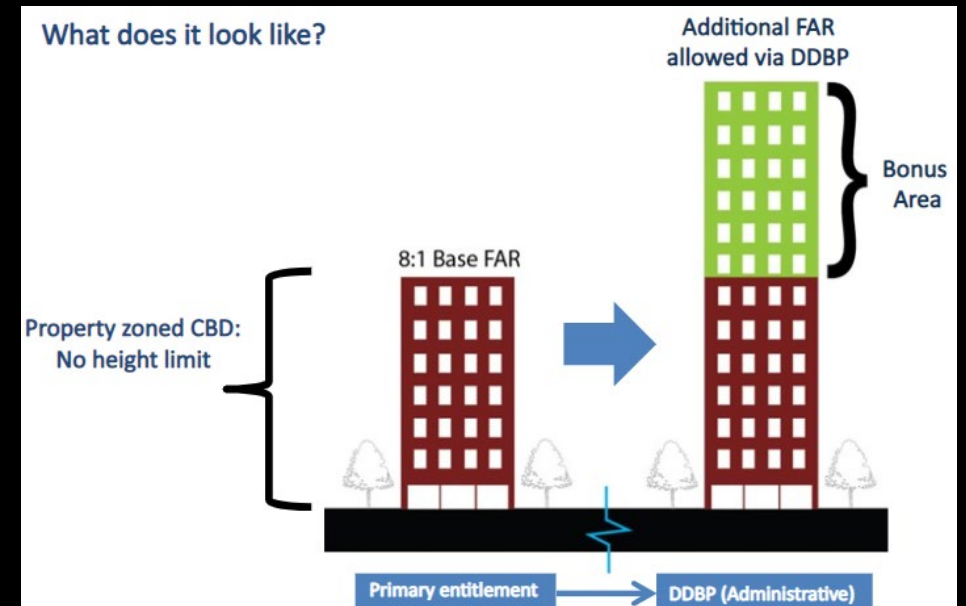 What does it look like?
Additional FAR
allowed via DDBP
Bonus
Area
8:1 Base FAR
Property zoned CBD:
No height limit
Primary entitlement
DDBP (Administrative)